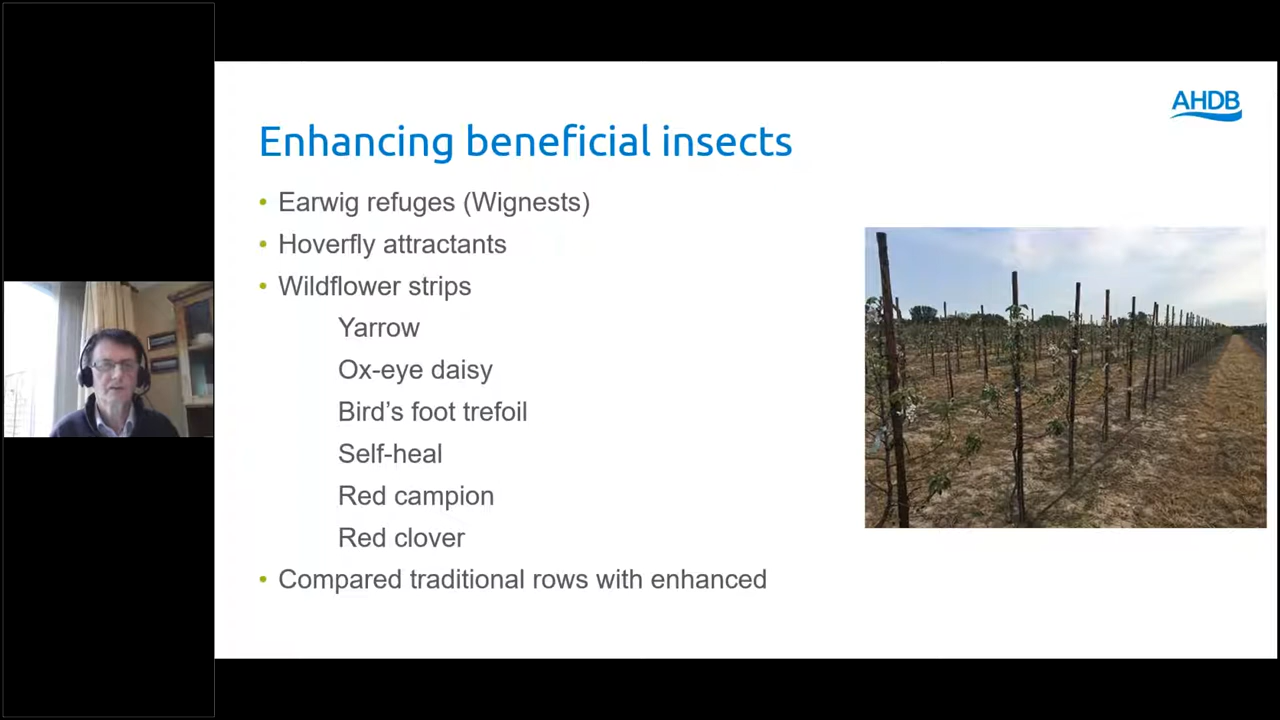 AHDB
Enhancing beneficial insects
• Earwig refuges (Wignests)
• Hoverfly attractants
• Wildflower strips
Yarrow
Ox-eye daisy
Bird’s foot trefoil
Self-heal
Red campion
Red clover
• Compared traditional rows with enhanced